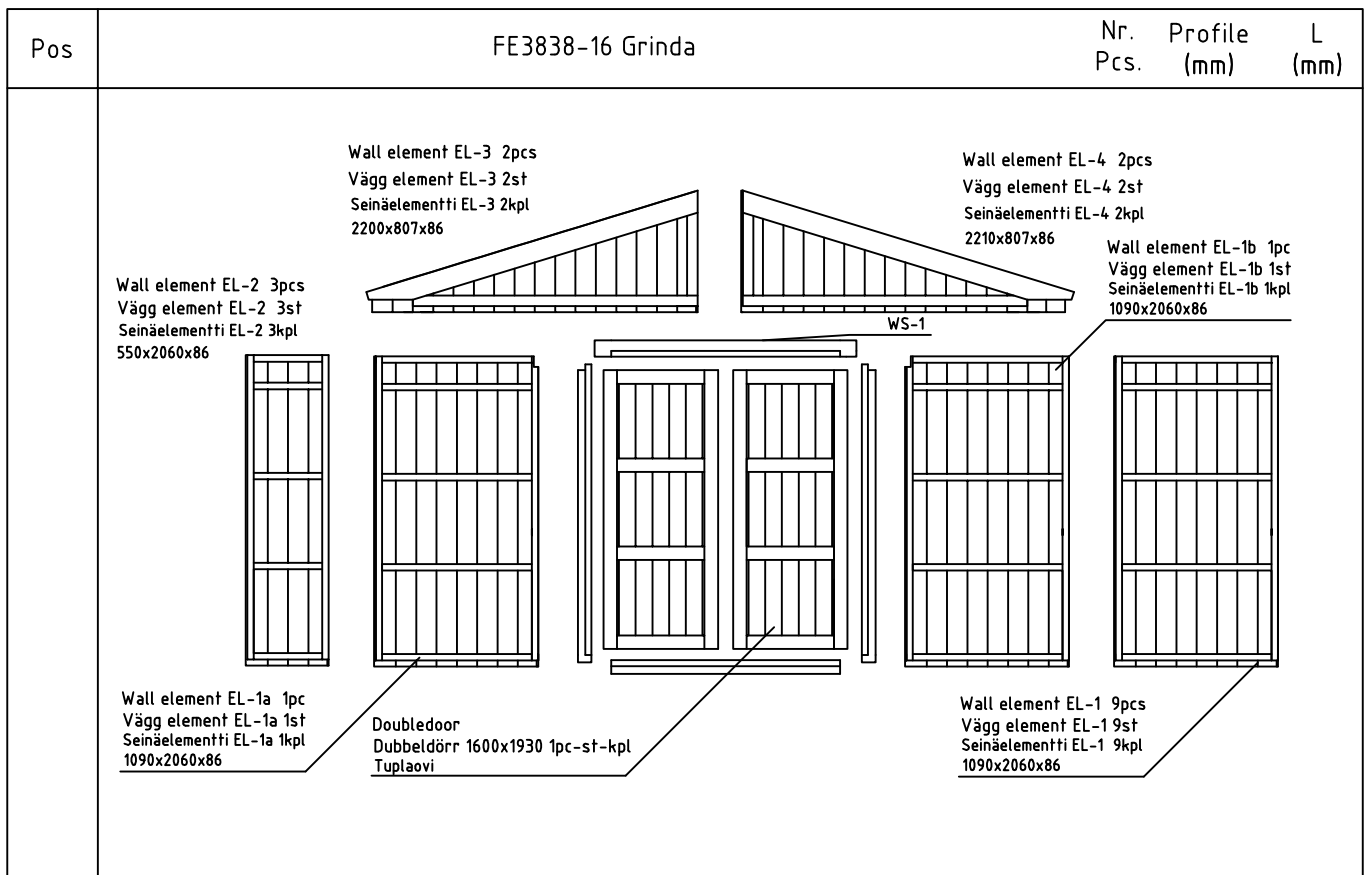 Pos
FE3838-16 Grinda
Nr. Pcs.
Profile (mm)
L (mm)
Wall element EL-3 2pcs
Vägg element EL-3 2st
Seinäelementti EL-3 2kpl
2200x807x86
Wall element EL-4 2pcs
Vägg element EL-4 2st
Seinäelementti EL-4 2kpl
2210x807x86
Wall element EL-1b 1pc
Vägg element EL-1b 1st
Seinäelementti EL-1b 1kpl
1090x2060x86
Wall element EL-2 3pcs
Vägg element EL-2 3st
Seinäelementti EL-2 3kpl
550x2060x86
WS-1
Wall element EL-1a 1pc
Vägg element EL-1a 1st
Seinäelementti EL-1a 1kpl
1090x2060x86
Doubledoor
Dubbeldörr 1600x1930 1pc-st-kpl
Tuplaovi
Wall element EL-1 9pcs
Vägg element EL-1 9st
Seinäelementti EL-1 9kpl
1090x2060x86